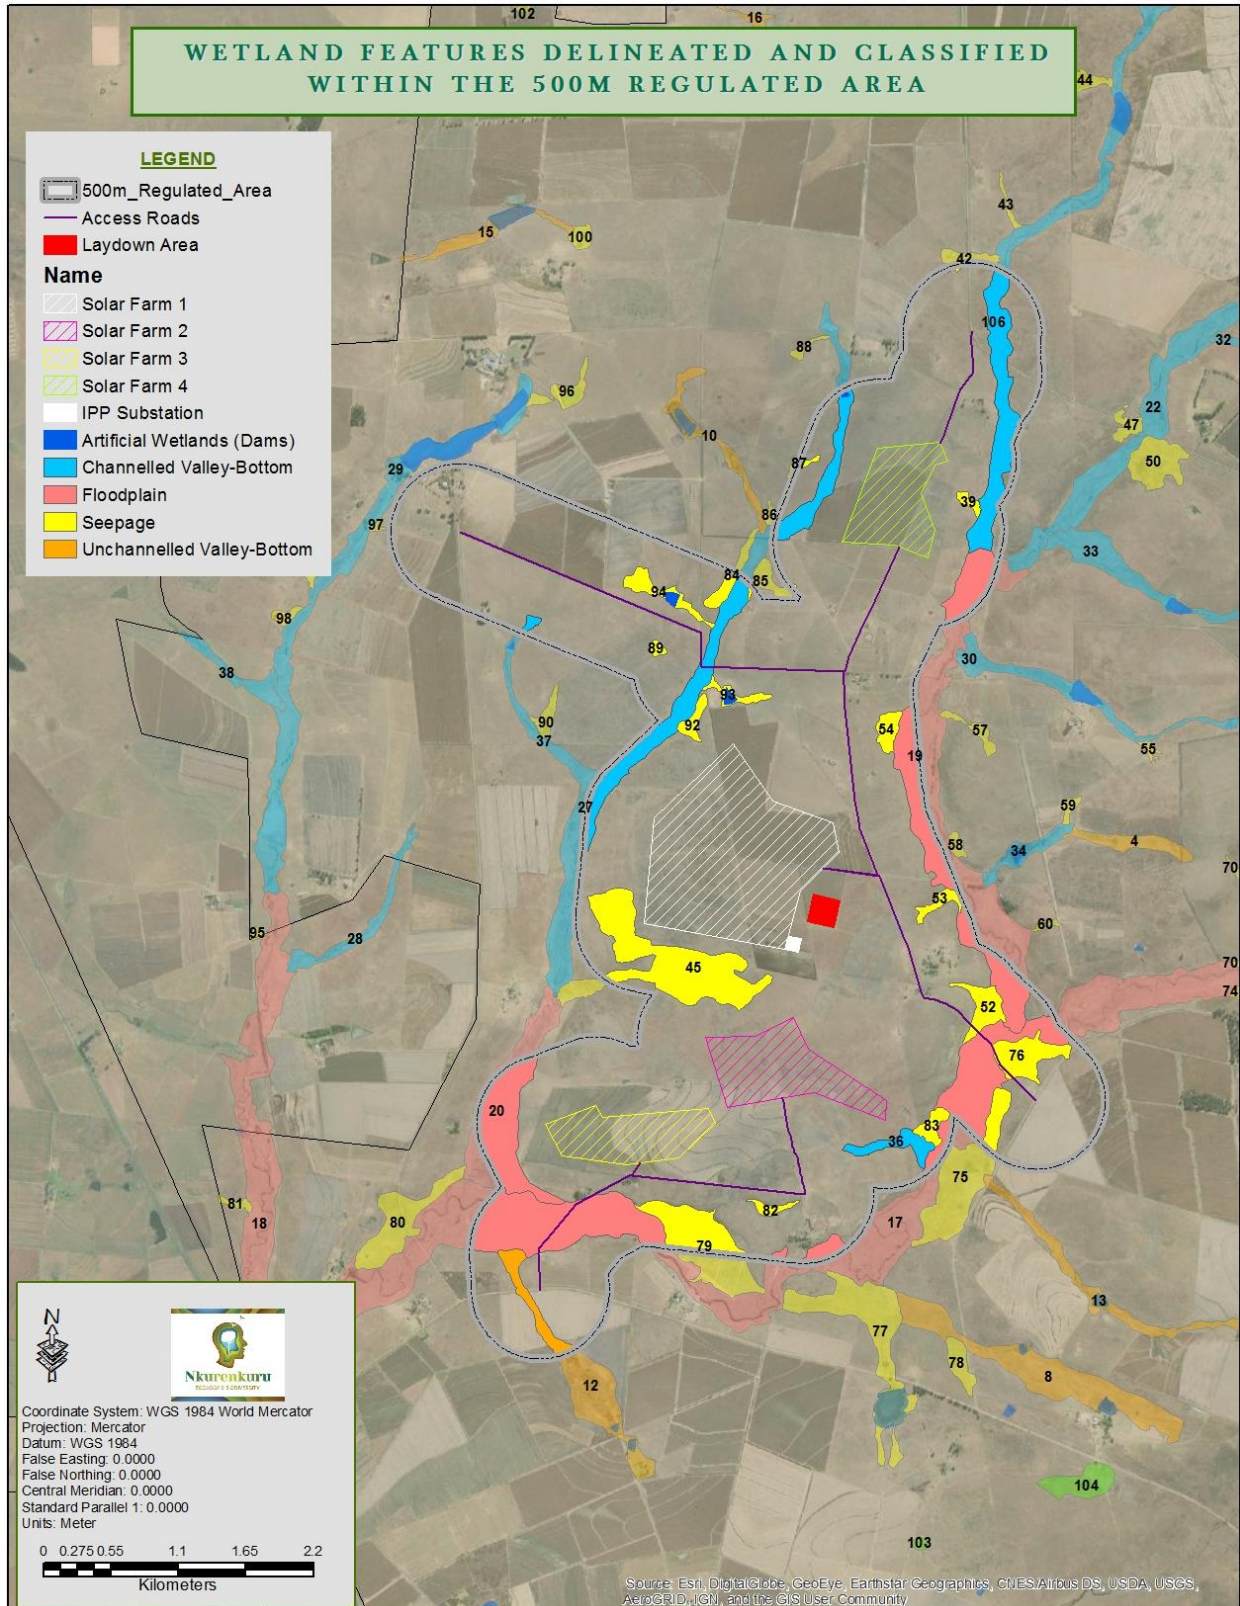 WETLAND FEATURES DELINEATED AND CLASSIFIED
WITHIN THE 500M REGULATED AREA
LEGEND
500m_Regulated_Area
Access Roads
Laydown Area
Name
Solar Farm 1
Solar Farm 2
Solar Farm 3
Solar Farm 4
IPP Substation
Artificial Wetlands (Dams)
Channelled Valley-Bottom
Floodplain
Seepage
Unchannelled Valley-Bottom
102
16
44
43
15
100
42
106
32
88
96
22
47
10
50
29
87
39
86
97
33
84
85
94
98
89
30
38
93
90
92
54
57
37
19
55
27
59
58
34
4
70
53
95
28
60
45
70
74
52
76
20
83
36
75
81
80
18
82
17
79
13
77
78
8
12
104
103
N
Nkurenkuru
Coordinate System: WGS 1984 World Mercator
Projection: Mercator
Datum: WGS 1984
False Easting: 0.0000
False Northing: 0.0000
Central Meridian: 0.0000
Standard Parallel 1: 0.0000
Units: Meter
0 0.275 0.55 1.1 1.65 2.2
Kilometers
Source: Esri, DigitalGlobe, GeoEye, Earthstar Geographics, CNES/Airbus DS, USDA, USGS,
AeroGRID, IGN, and the GIS User Community